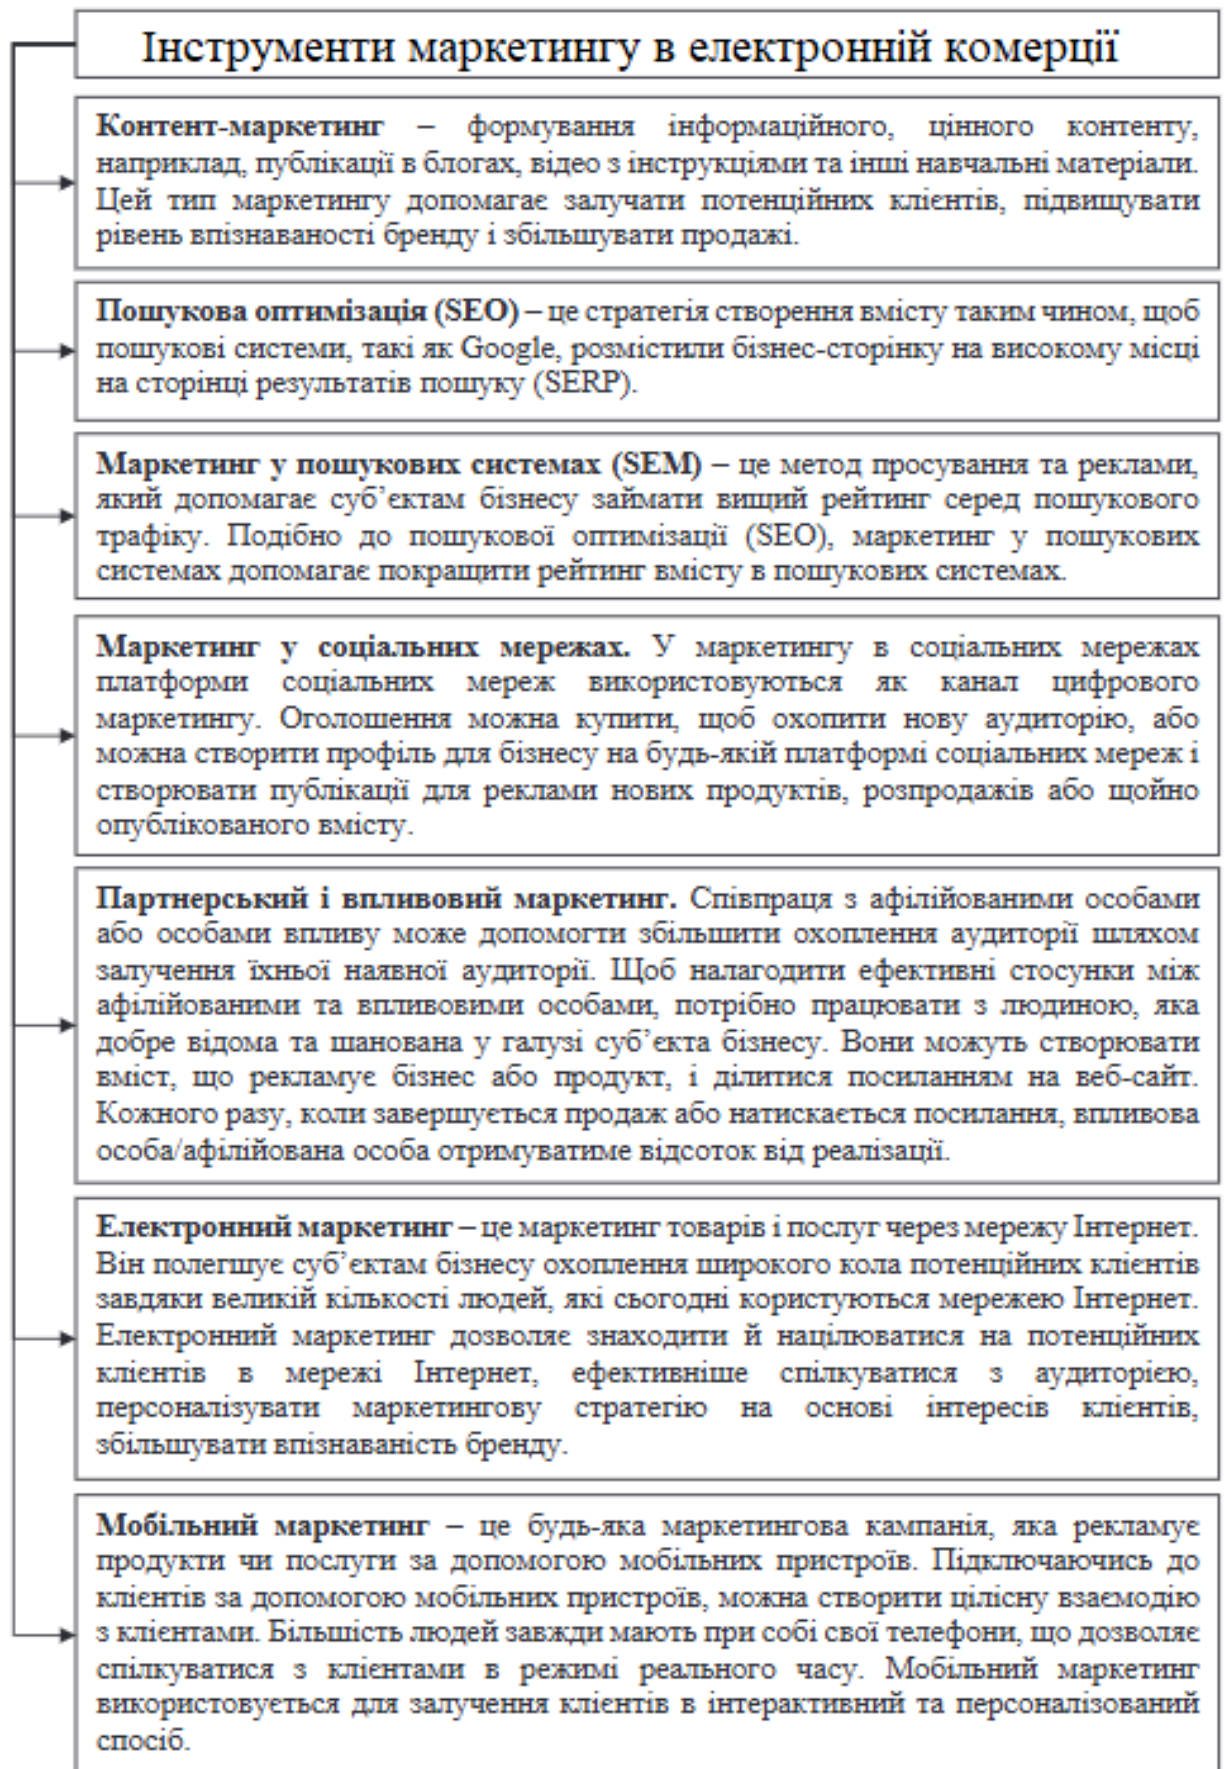 Інструменти маркетингу в електронній комерції
Контент-маркетинг – формування інформаційного, цінного контенту,
наприклад, публікації в блогах, відео з інструкціями та інші навчальні матеріали.
Цей тип маркетингу допомагає залучати потенційних клієнтів, підвищувати
рівень впізнаваності бренду і збільшувати продажі.
Пошукова оптимізація (SEO) – це стратегія створення вмісту таким чином, щоб
пошукові системи, такі як Google, розмістили бізнес-сторінку на високому місці
на сторінці результатів пошуку (SERP).
Маркетинг у пошукових системах (SEM) – це метод просування та реклами,
який допомагає суб’єктам бізнесу займати вищий рейтинг серед пошукового
трафіку. Подібно до пошукової оптимізації (SEO), маркетинг у пошукових
системах допомагає покращити рейтинг вмісту в пошукових системах.
Маркетинг у соціальних мережах. У маркетингу в соціальних мережах
платформи соціальних мереж використовуються як канал цифрового
маркетингу. Оголошення можна купити, щоб охопити нову аудиторію, або
можна створити профіль для бізнесу на будь-якій платформі соціальних мереж і
створювати публікації для реклами нових продуктів, розпродажів або щойно
опублікованого вмісту.
Партнерський і впливовий маркетинг. Співпраця з афілійованими особами
або особами впливу може допомогти збільшити охоплення аудиторії шляхом
залучення їхньої наявної аудиторії. Щоб налагодити ефективні стосунки між
афілійованими та впливовими особами, потрібно працювати з людиною, яка
добре відома та шанована у галузі суб’єкта бізнесу. Вони можуть створювати
вміст, що рекламує бізнес або продукт, і ділитися посиланням на веб-сайт.
Кожного разу, коли завершується продаж або натискається посилання, впливова
особа/афілійована особа отримуватиме відсоток від реалізації.
Електронний маркетинг – це маркетинг товарів і послуг через мережу Інтернет.
Він полегшує суб’єктам бізнесу охоплення широкого кола потенційних клієнтів
завдяки великій кількості людей, які сьогодні користуються мережею Інтернет.
Електронний маркетинг дозволяє знаходити й націлюватися на потенційних
клієнтів в мережі Інтернет, ефективніше спілкуватися з аудиторією,
персоналізувати маркетингову стратегію на основі інтересів клієнтів,
збільшувати впізнаваність бренду.
Мобільний маркетинг – це будь-яка маркетингова кампанія, яка рекламує
продукти чи послуги за допомогою мобільних пристроїв. Підключаючись до
клієнтів за допомогою мобільних пристроїв, можна створити цілісну взаємодію
з клієнтами. Більшість людей завжди мають при собі свої телефони, що дозволяє
спілкуватися з клієнтами в режимі реального часу. Мобільний маркетинг
використовується для залучення клієнтів в інтерактивний та персоналізований
спосіб.